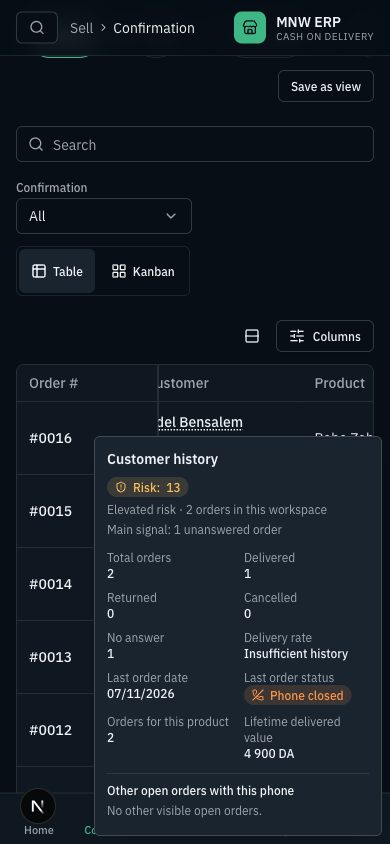 Sell > Confirmation
MNW ERP
CASH ON DELIVERY
Save as view
Search
Confirmation
All
Table
Kanban
Columns
Order #
ustomer
Product
#0016
del Bensalem
#0015
#0014
#0013
#0012
Customer history
Risk: 13
Elevated risk · 2 orders in this workspace
Main signal: 1 unanswered order
Total orders
2
Delivered
1
Returned
0
Cancelled
0
No answer
1
Delivery rate
Insufficient history
Last order date
07/11/2026
Last order status
Phone closed
Orders for this product
2
Lifetime delivered
value
4 900 DA
Other open orders with this phone
No other visible open orders.
N
Home